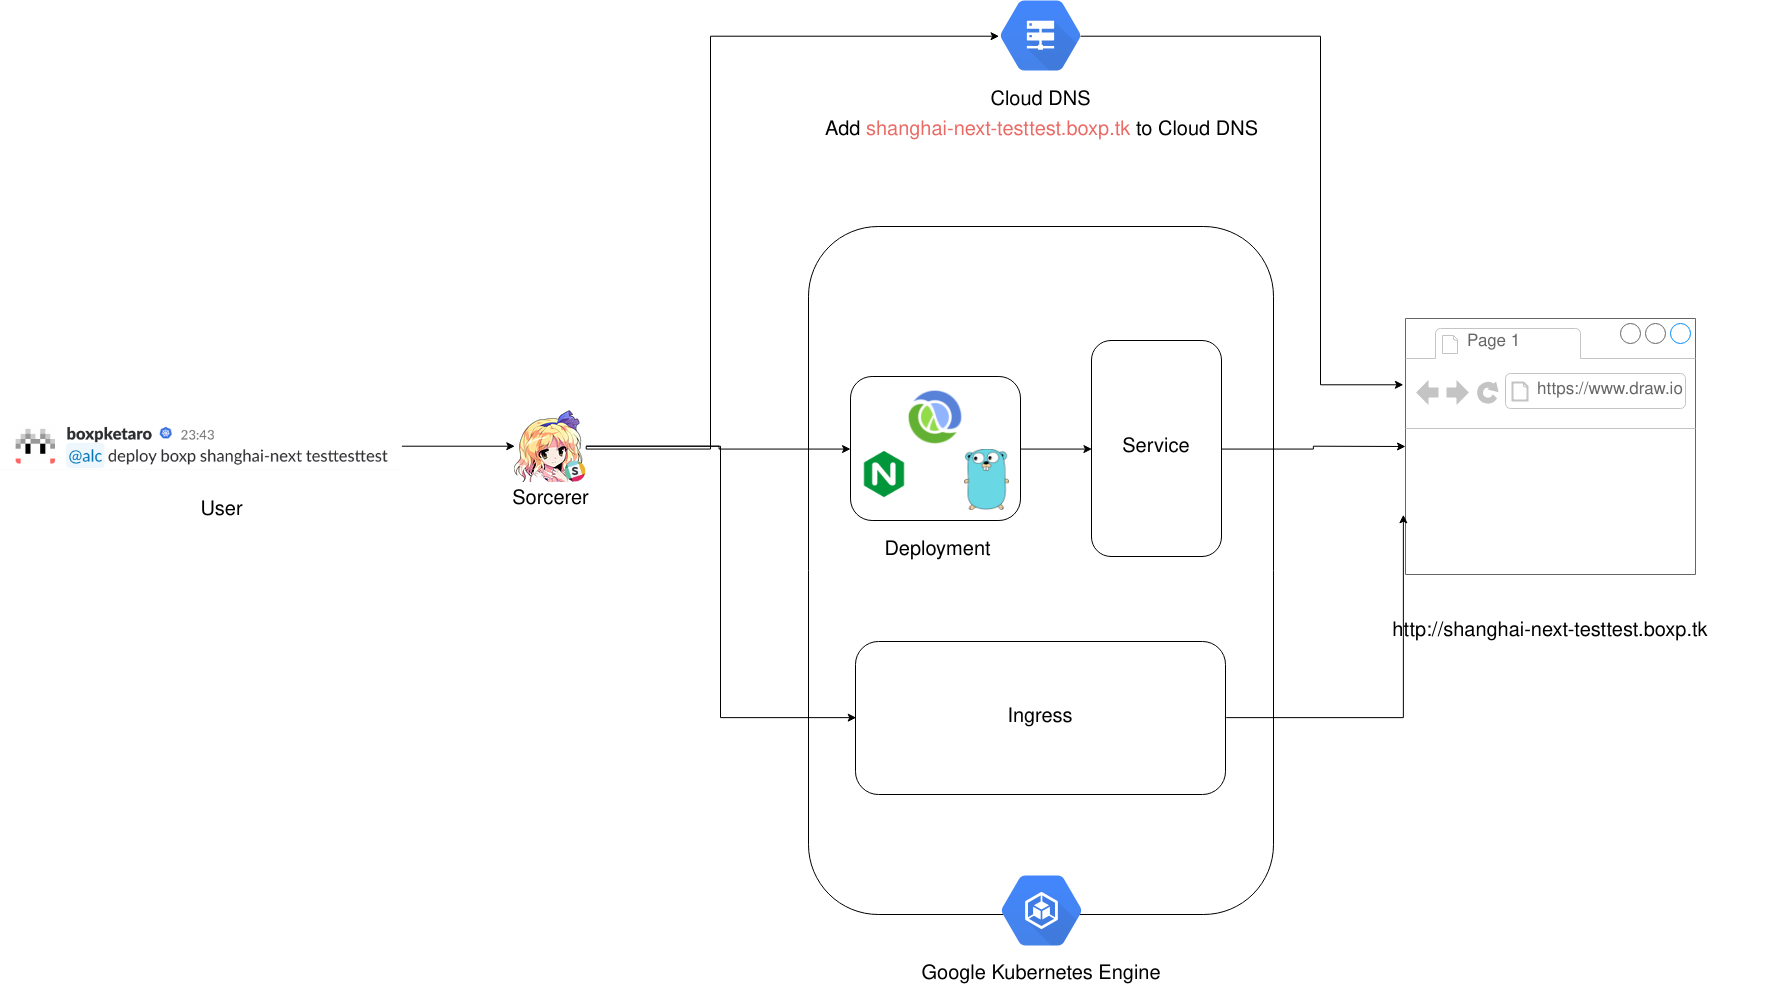 Cloud DNS
Add shanghai-next-testtest.boxp.tk to Cloud DNS
Page 1
https://www.draw.io
boxpketaro 23:43
@alc deploy boxp shanghai-next testtesttest
User
S
Sorcerer
N
Deployment
Service
http://shanghai-next-testtest.boxp.tk
Ingress
Google Kubernetes Engine